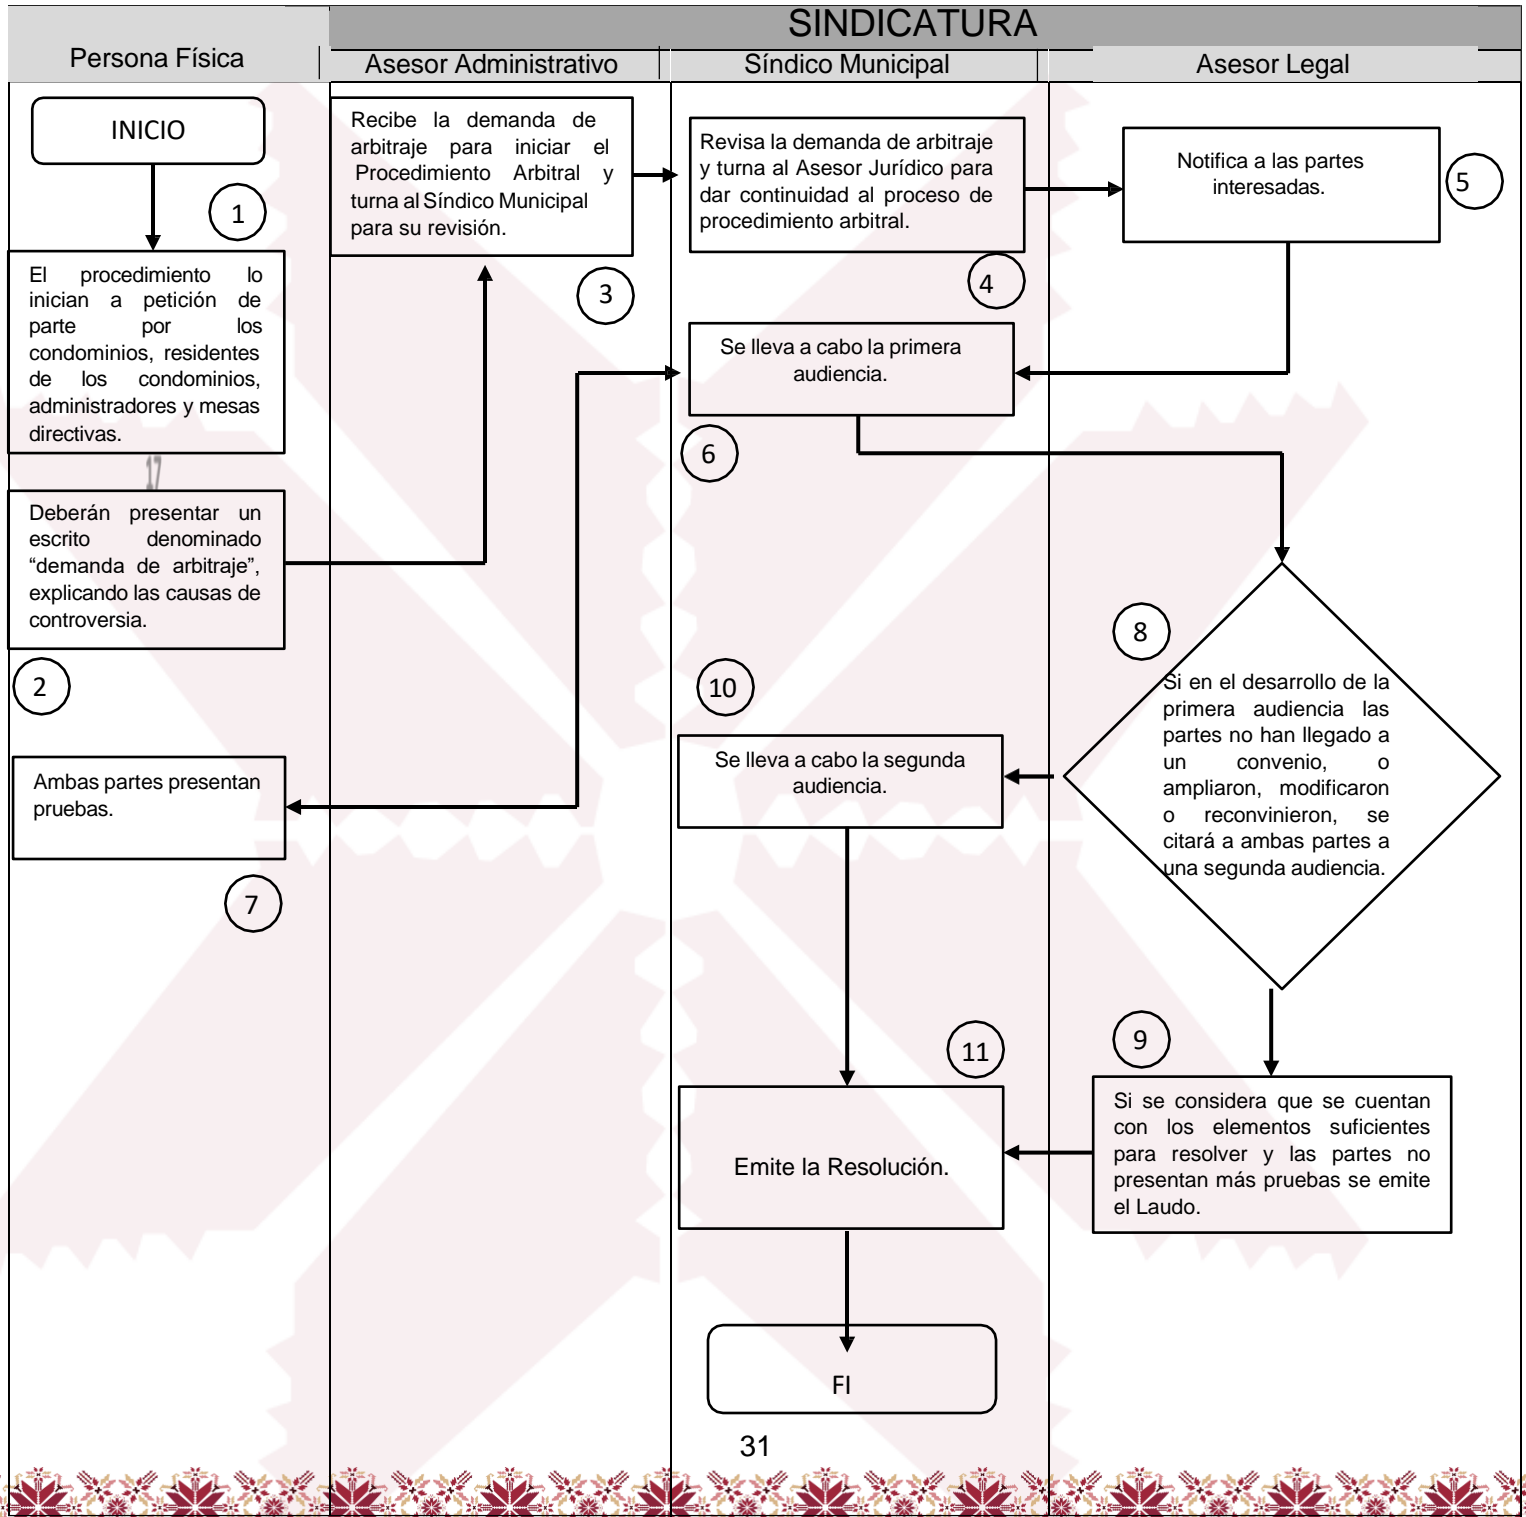 SINDICATURA
Persona Física
Asesor Administrativo
Síndico Municipal
Asesor Legal
INICIO
1
El procedimiento lo
inician a petición de
parte por los
condominios, residentes
de los condominios,
administradores y mesas
directivas.
17
Deberán presentar un
escrito denominado
“demanda de arbitraje”,
explicando las causas de
controversia.
2
Recibe la demanda de
arbitraje para iniciar el
Procedimiento Arbitral y
turna al Síndico Municipal
para su revisión.
3
Revisa la demanda de arbitraje
y turna al Asesor Jurídico para
dar continuidad al proceso de
procedimiento arbitral.
4
Notifica a las partes
interesadas.
5
Se lleva a cabo la primera
audiencia.
6
Ambas partes presentan
pruebas.
7
8
Si en el desarrollo de la
primera audiencia las
partes no han llegado a
un convenio, o
ampliaron, modificaron
o reconvinieron, se
citará a ambas partes a
una segunda audiencia.
9
Si se considera que se cuentan
con los elementos suficientes
para resolver y las partes no
presentan más pruebas se emite
el Laudo.
10
Se lleva a cabo la segunda
audiencia.
11
Emite la Resolución.
FI
31